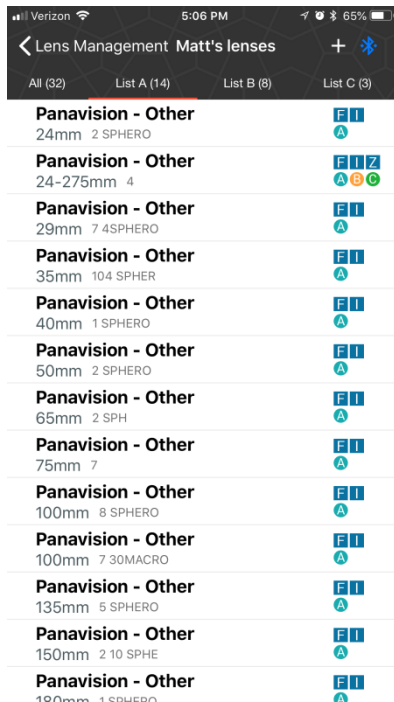 Verizon 5:06 PM 65%
Lens Management Matt's lenses +
All (32) List A (14) List B (8) List C (3)
Panavision - Other F I
24mm 2 SPHERO A
Panavision - Other F I Z
24-275mm 4 A B C
Panavision - Other F I
29mm 7 4SPHERO A
Panavision - Other F I
35mm 104 SPHER A
Panavision - Other F I
40mm 1 SPHERO A
Panavision - Other F I
50mm 2 SPHERO A
Panavision - Other F I
65mm 2 SPH A
Panavision - Other F I
75mm 7 A
Panavision - Other F I
100mm 8 SPHERO A
Panavision - Other F I
100mm 7 30MACRO A
Panavision - Other F I
135mm 5 SPHERO A
Panavision - Other F I
150mm 2 10 SPHE A
Panavision - Other F I
180mm 1 SPHERO A